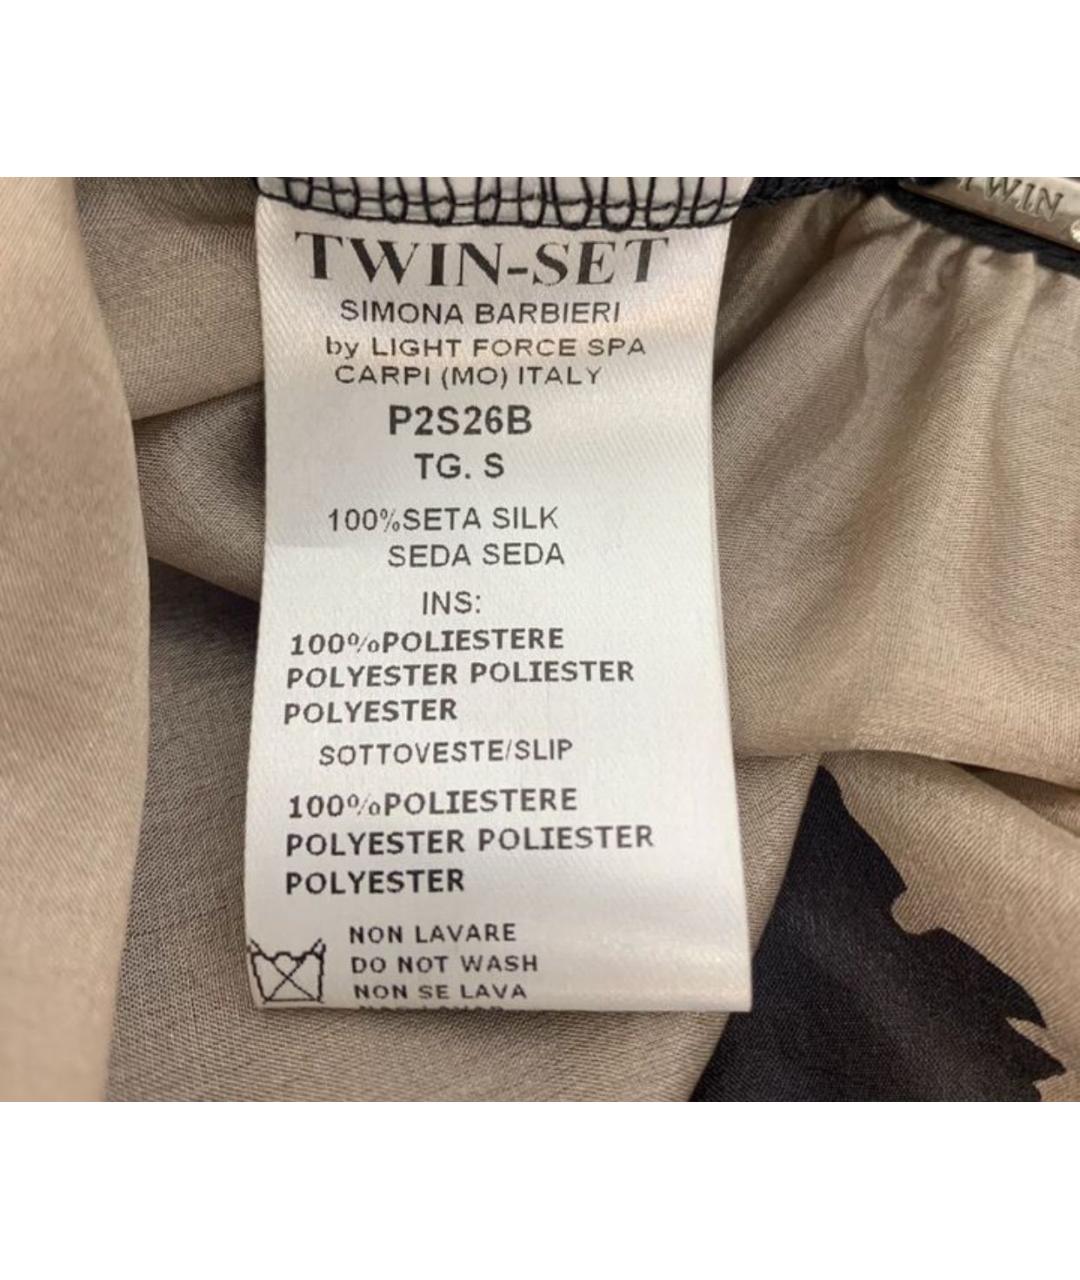 TWIN
TWIN-SET
SIMONA BARBIERI
by LIGHT FORCE SPA
CARPI (MO) ITALY
P2S26B
TG. S
100%SETA SILK
SEDA SEDA
INS:
100%POLIESTERE
POLYESTER POLIESTER
POLYESTER
SOTTOVESTE/SLIP
100%POLIESTERE
POLYESTER POLIESTER
POLYESTER
NON LAVARE
DO NOT WASH
NON SE LAVA